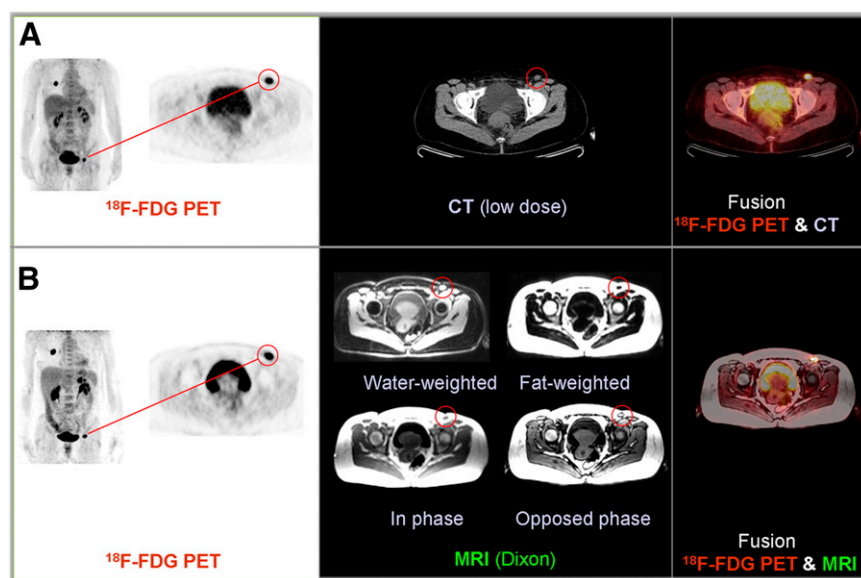 A
¹⁸F-FDG PET
CT (low dose)
Fusion
¹⁸F-FDG PET & CT
B
Water-weighted
Fat-weighted
In phase
Opposed phase
¹⁸F-FDG PET
MRI (Dixon)
Fusion
¹⁸F-FDG PET & MRI